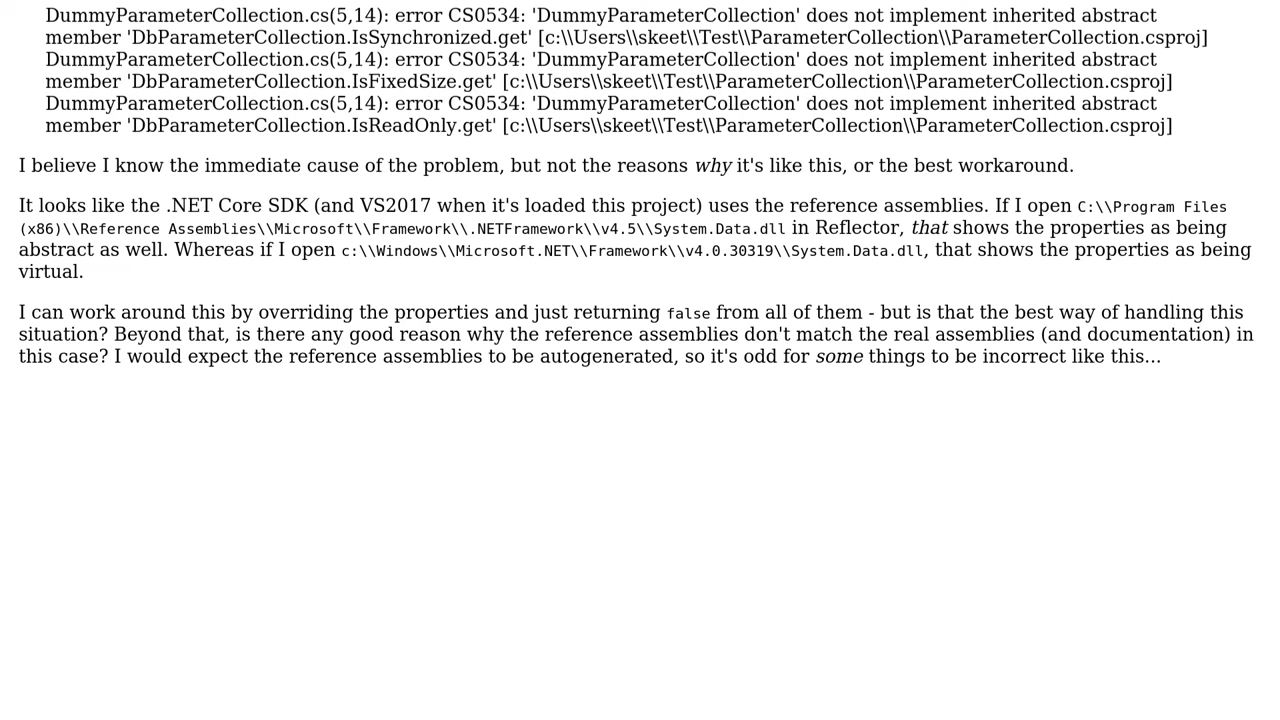 DummyParameterCollection.cs(5,14): error CS0534: 'DummyParameterCollection' does not implement inherited abstract
member 'DbParameterCollection.IsSynchronized.get' [c:\\Users\\skeet\\Test\\ParameterCollection\\ParameterCollection.csproj]
DummyParameterCollection.cs(5,14): error CS0534: 'DummyParameterCollection' does not implement inherited abstract
member 'DbParameterCollection.IsFixedSize.get' [c:\\Users\\skeet\\Test\\ParameterCollection\\ParameterCollection.csproj]
DummyParameterCollection.cs(5,14): error CS0534: 'DummyParameterCollection' does not implement inherited abstract
member 'DbParameterCollection.IsReadOnly.get' [c:\\Users\\skeet\\Test\\ParameterCollection\\ParameterCollection.csproj]
I believe I know the immediate cause of the problem, but not the reasons why it's like this, or the best workaround.
It looks like the .NET Core SDK (and VS2017 when it's loaded this project) uses the reference assemblies. If I open C:\\Program Files
(x86)\\Reference Assemblies\\Microsoft\\Framework\\.NETFramework\\v4.5\\System.Data.dll in Reflector, that shows the properties as being
abstract as well. Whereas if I open c:\\Windows\\Microsoft.NET\\Framework\\v4.0.30319\\System.Data.dll, that shows the properties as being
virtual.
I can work around this by overriding the properties and just returning false from all of them - but is that the best way of handling this
situation? Beyond that, is there any good reason why the reference assemblies don't match the real assemblies (and documentation) in
this case? I would expect the reference assemblies to be autogenerated, so it's odd for some things to be incorrect like this...